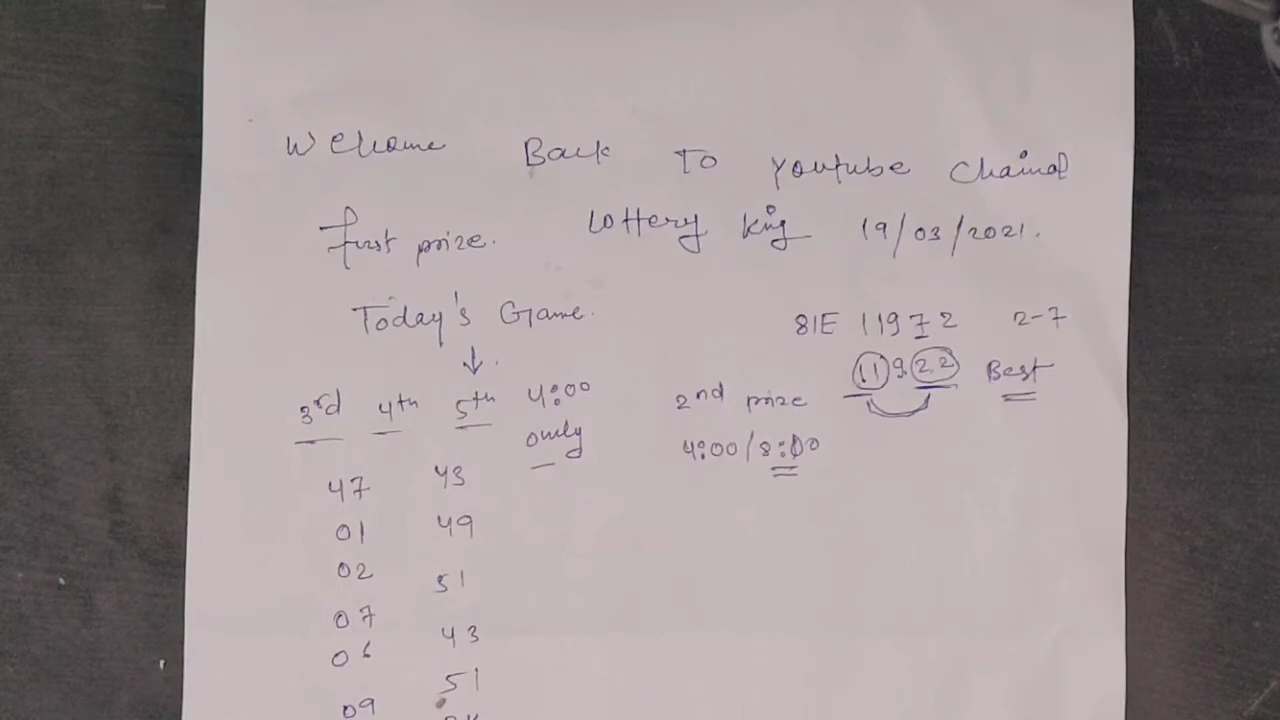 Welcome Back To Youtube Chainal
first prize. Lottery King 19/03/2021.
Today's Game.
81E 11972 2-7
11922 Best
3rd 4th 5th 4:00 only
2nd prize
4:00/8:00
47 43
01 49
02 51
07 43
06 51
09